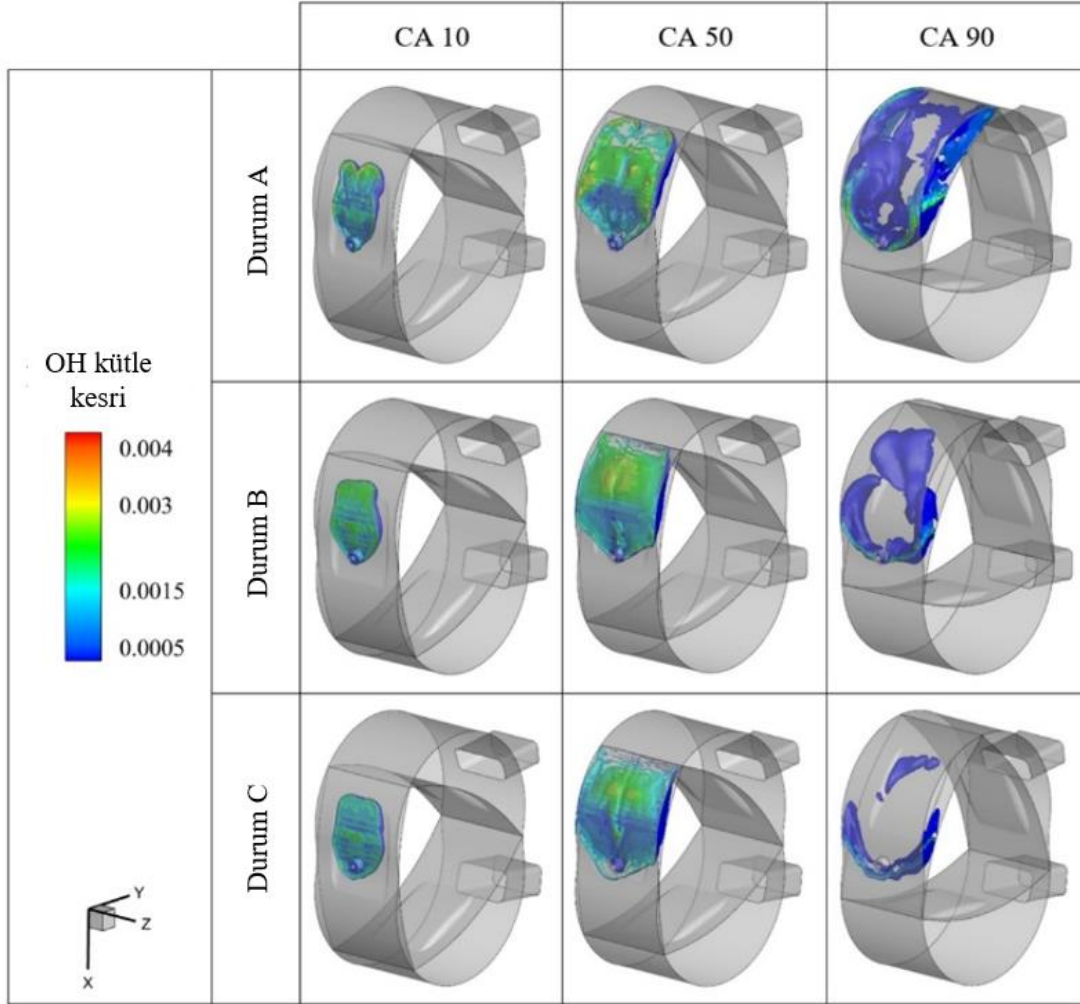 CA 10
CA 50
CA 90
Durum A
Durum B
Durum C
OH kütle
kesri
0.004
0.003
0.0015
0.0005
Y
Z
X